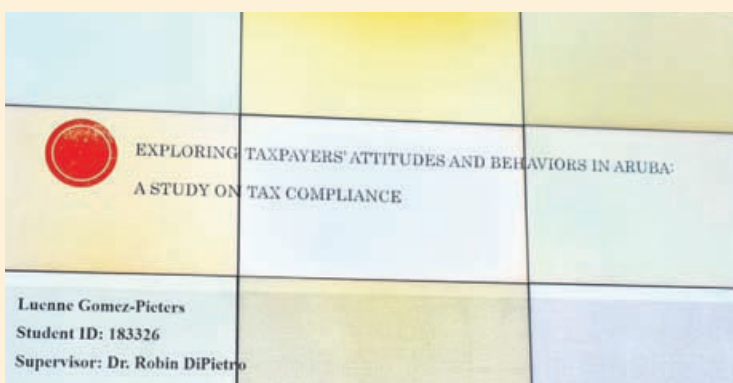 EXPLORING TAXPAYERS' ATTITUDES AND BEHAVIORS IN ARUBA:
A STUDY ON TAX COMPLIANCE
Luenne Gomez-Pieters
Student ID: 183326
Supervisor: Dr. Robin DiPietro